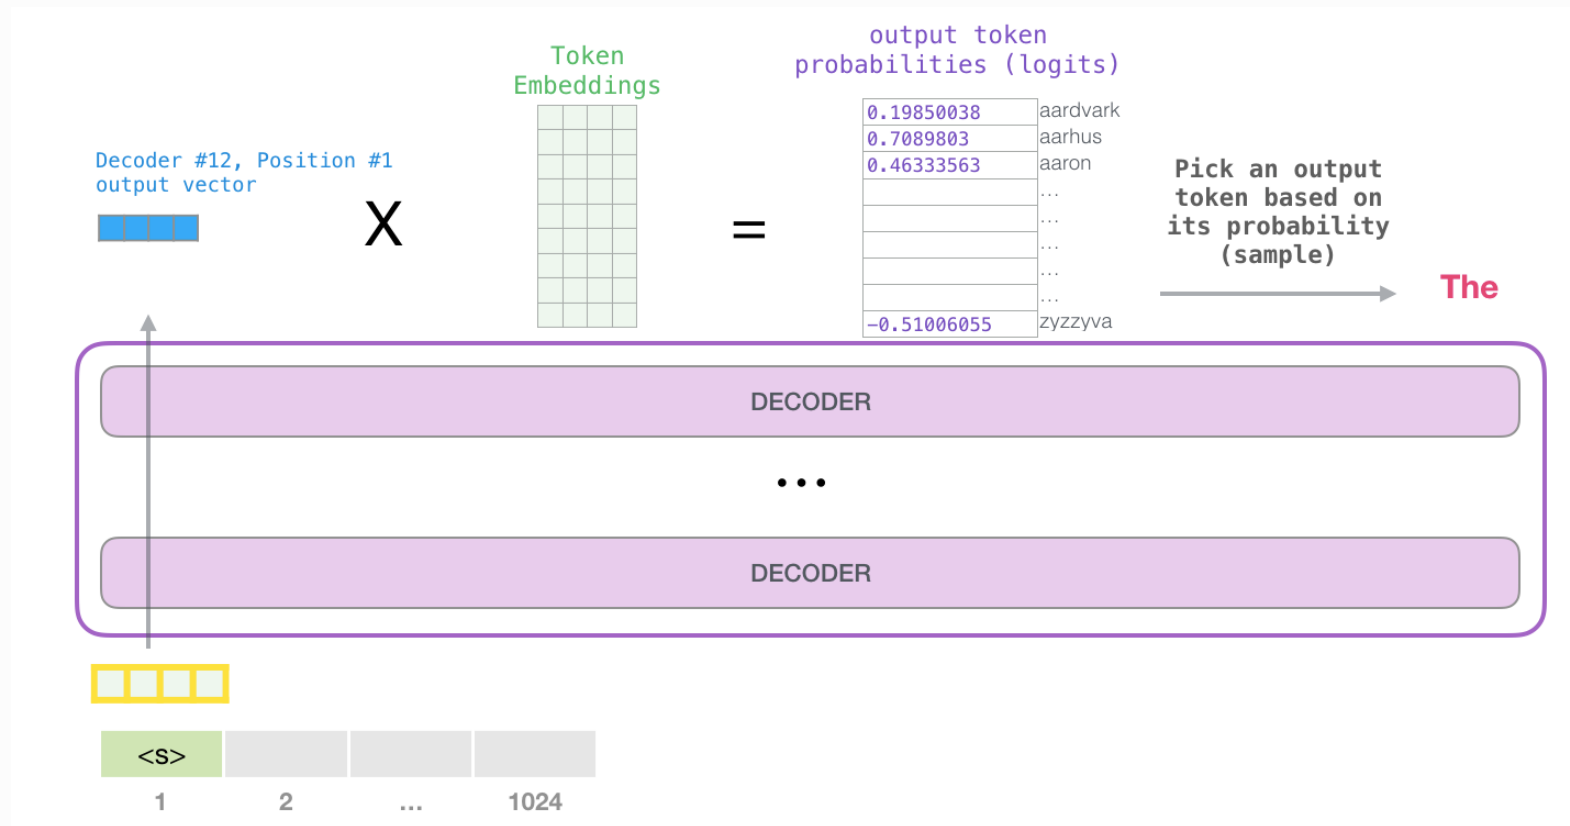 output token
probabilities (logits)
Token
Embeddings
0.19850038 aardvark
0.7089803 aarhus
0.46333563 aaron
...
...
...
...
...
-0.51006055 zyzzyva
Decoder #12, Position #1
output vector
X
=
Pick an output
token based on
its probability
(sample)
The
DECODER
...
DECODER
<s>
1 2 ... 1024